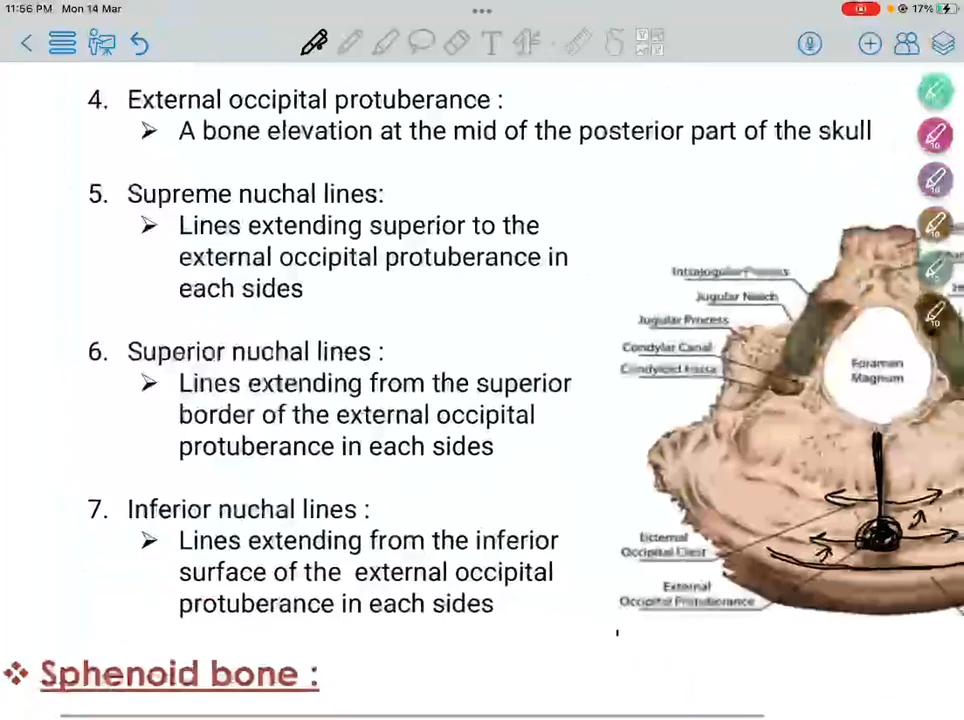 11:56 PM Mon 14 Mar
17%
4. External occipital protuberance :
➢ A bone elevation at the mid of the posterior part of the skull
5. Supreme nuchal lines:
➢ Lines extending superior to the
external occipital protuberance in
each sides
6. Superior nuchal lines :
➢ Lines extending from the superior
border of the external occipital
protuberance in each sides
7. Inferior nuchal lines :
➢ Lines extending from the inferior
surface of the external occipital
protuberance in each sides
Intrajugular Process
Jugular Notch
Jugular Process
Condylar Canal
Condyloid Fossa
Foramen
Magnum
External
Occipital Crest
External
Occipital Protuberance
❖ Sphenoid bone :